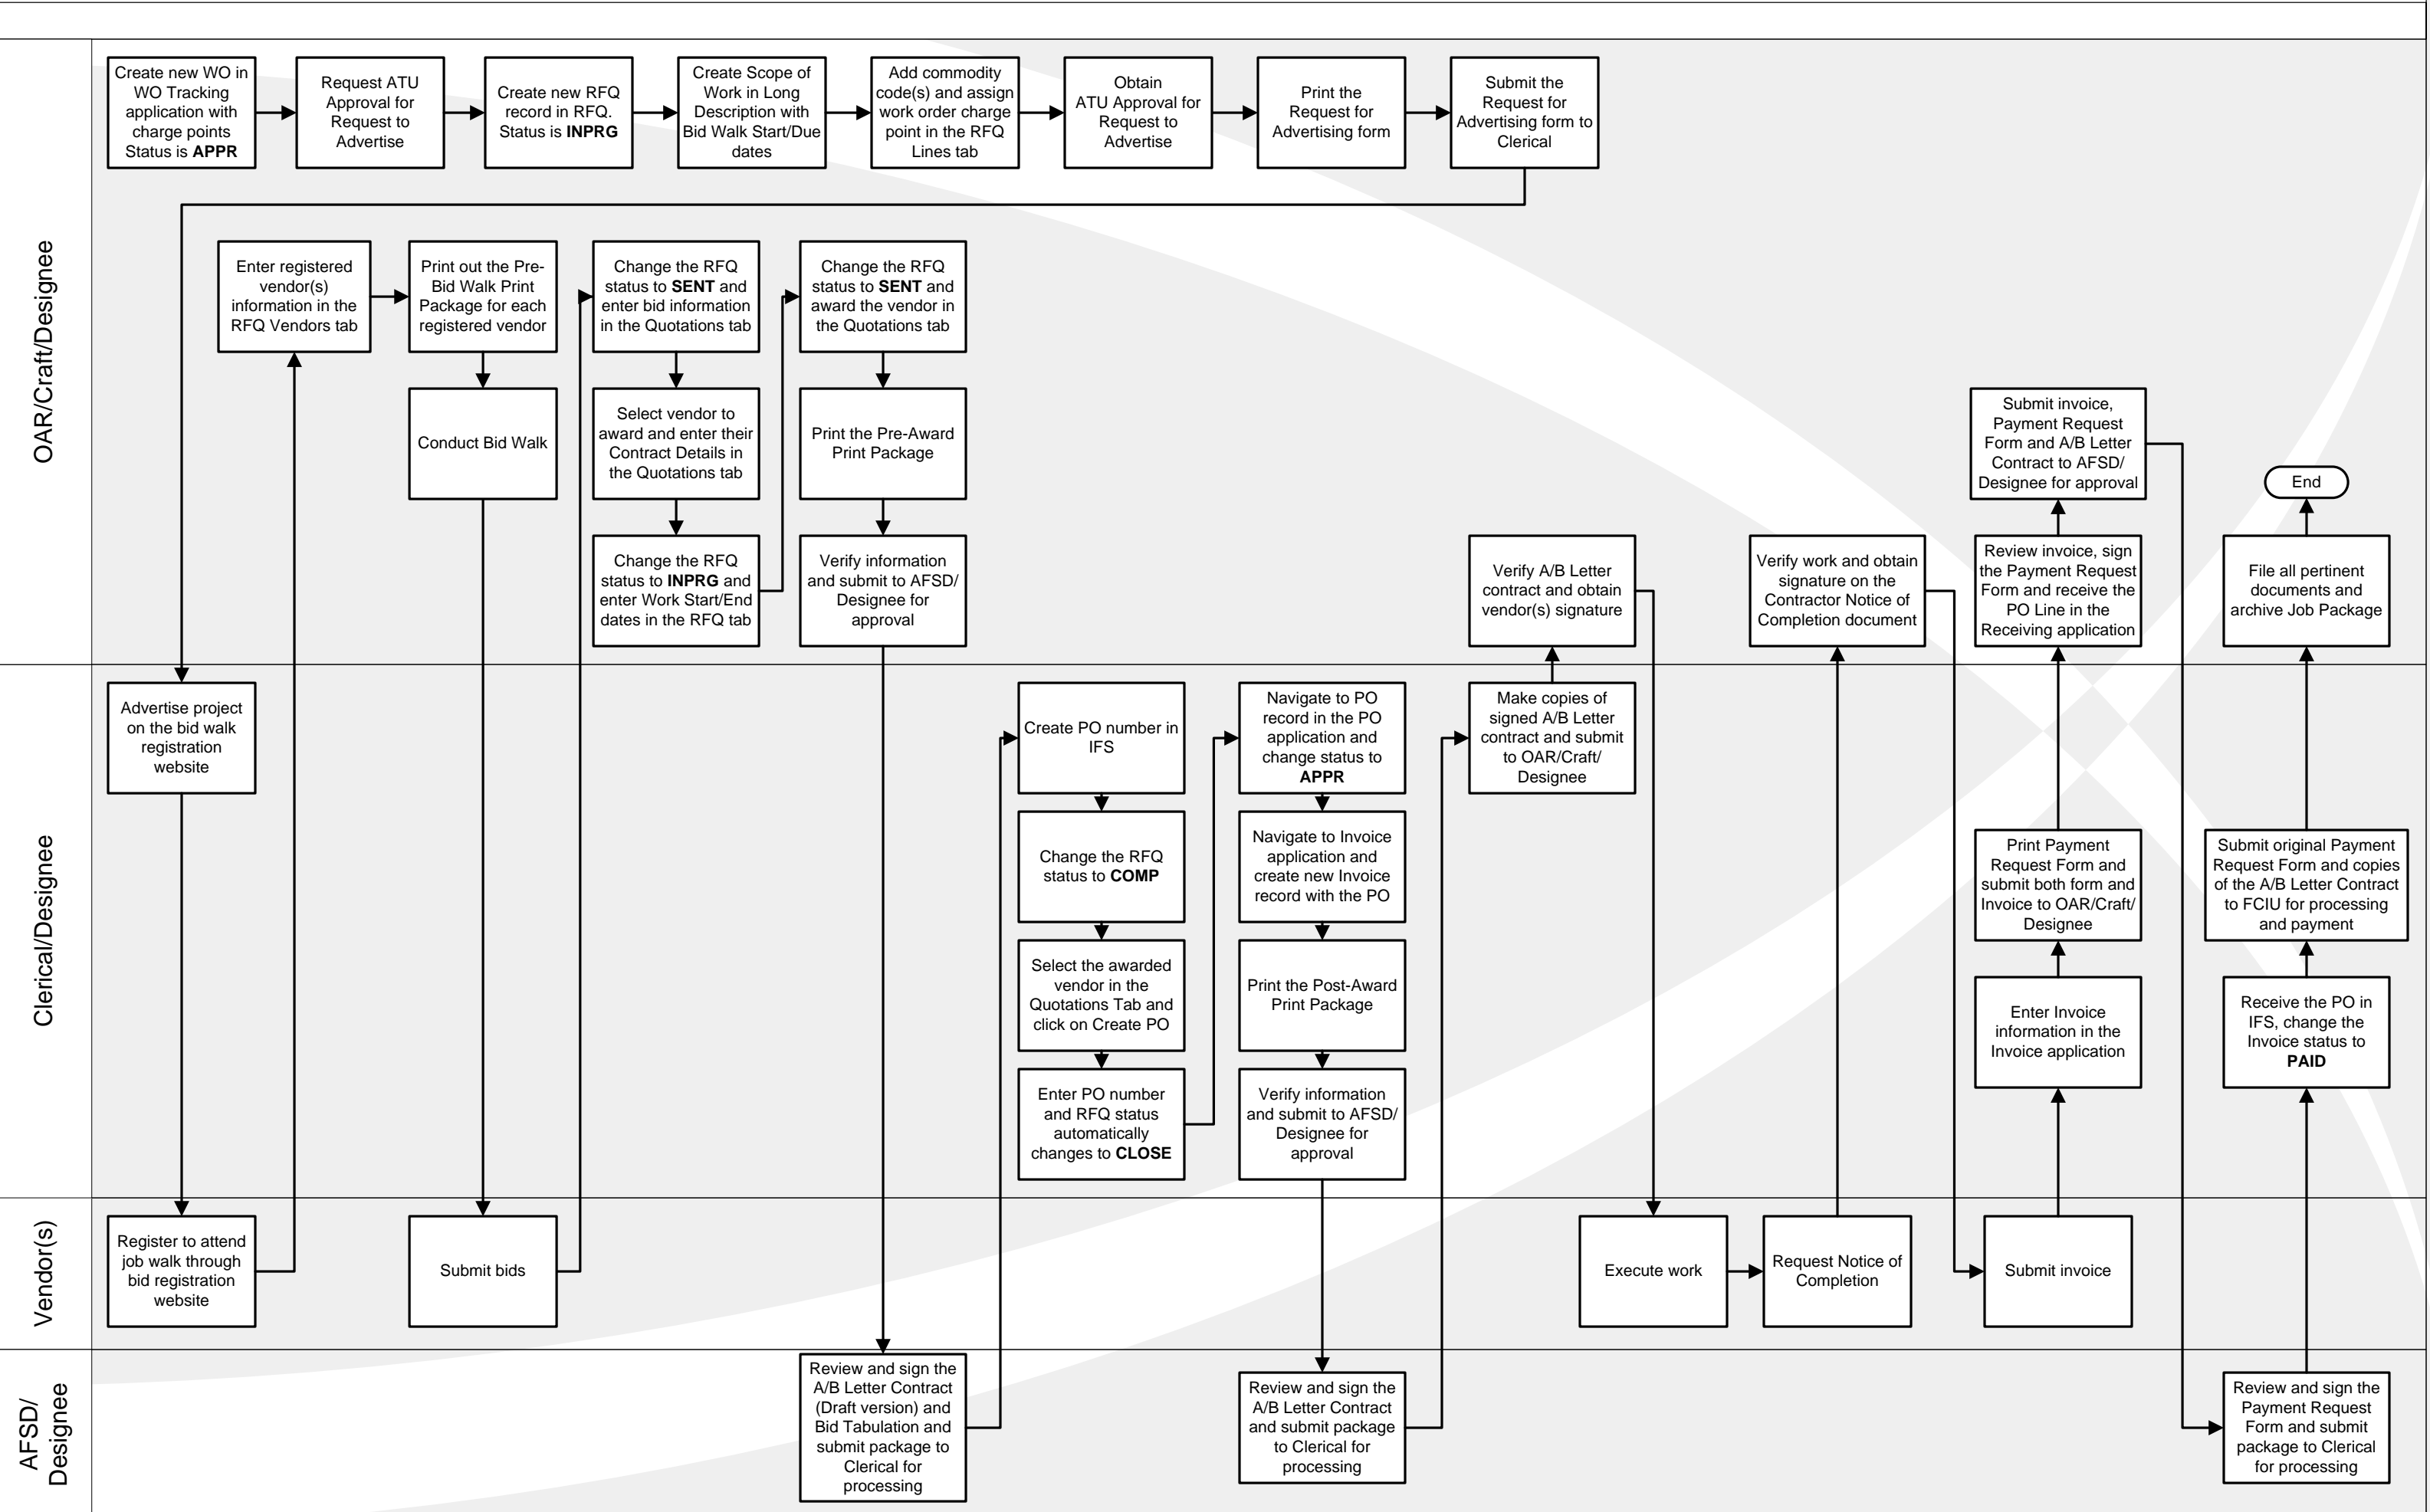 OAR/Craft/Designee
Create new WO in
WO Tracking
application with
charge points
Status is APPR
Request ATU
Approval for
Request to
Advertise
Create new RFQ
record in RFQ.
Status is INPRG
Create Scope of
Work in Long
Description with
Bid Walk Start/Due
dates
Add commodity
code(s) and assign
work order charge
point in the RFQ
Lines tab
Obtain
ATU Approval for
Request to
Advertise
Print the
Request for
Advertising form
Submit the
Request for
Advertising form to
Clerical
Enter registered
vendor(s)
information in the
RFQ Vendors tab
Print out the Pre-
Bid Walk Print
Package for each
registered vendor
Change the RFQ
status to SENT and
enter bid information
in the Quotations tab
Change the RFQ
status to SENT and
award the vendor in
the Quotations tab
Conduct Bid Walk
Select vendor to
award and enter their
Contract Details in
the Quotations tab
Print the Pre-Award
Print Package
Submit invoice,
Payment Request
Form and A/B Letter
Contract to AFSD/
Designee for approval
End
Change the RFQ
status to INPRG and
enter Work Start/End
dates in the RFQ tab
Verify information
and submit to AFSD/
Designee for
approval
Verify A/B Letter
contract and obtain
vendor(s) signature
Verify work and obtain
signature on the
Contractor Notice of
Completion document
Review invoice, sign
the Payment Request
Form and receive the
PO Line in the
Receiving application
File all pertinent
documents and
archive Job Package
Clerical/Designee
Advertise project
on the bid walk
registration
website
Create PO number in
IFS
Navigate to PO
record in the PO
application and
change status to
APPR
Make copies of
signed A/B Letter
contract and submit
to OAR/Craft/
Designee
Change the RFQ
status to COMP
Navigate to Invoice
application and
create new Invoice
record with the PO
Print Payment
Request Form and
submit both form and
Invoice to OAR/Craft/
Designee
Submit original Payment
Request Form and copies
of the A/B Letter Contract
to FCIU for processing
and payment
Select the awarded
vendor in the
Quotations Tab and
click on Create PO
Print the Post-Award
Print Package
Enter Invoice
information in the
Invoice application
Receive the PO in
IFS, change the
Invoice status to
PAID
Enter PO number
and RFQ status
automatically
changes to CLOSE
Verify information
and submit to AFSD/
Designee for
approval
Vendor(s)
Register to attend
job walk through
bid registration
website
Submit bids
Execute work
Request Notice of
Completion
Submit invoice
AFSD/
Designee
Review and sign the
A/B Letter Contract
(Draft version) and
Bid Tabulation and
submit package to
Clerical for
processing
Review and sign the
A/B Letter Contract
and submit package
to Clerical for
processing
Review and sign the
Payment Request
Form and submit
package to Clerical
for processing